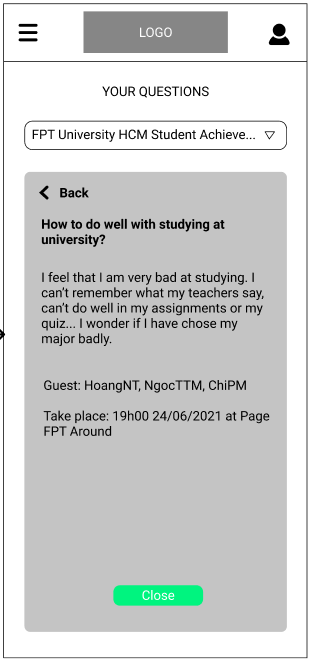 LOGO
YOUR QUESTIONS
FPT University HCM Student Achieve...
Back
How to do well with studying at
university?
I feel that I am very bad at studying. I
can't remember what my teachers say,
can't do well in my assignments or my
quiz... I wonder if I have chose my
major badly.
Guest: HoangNT, NgocTTM, ChiPM
Take place: 19h00 24/06/2021 at Page
FPT Around
Close